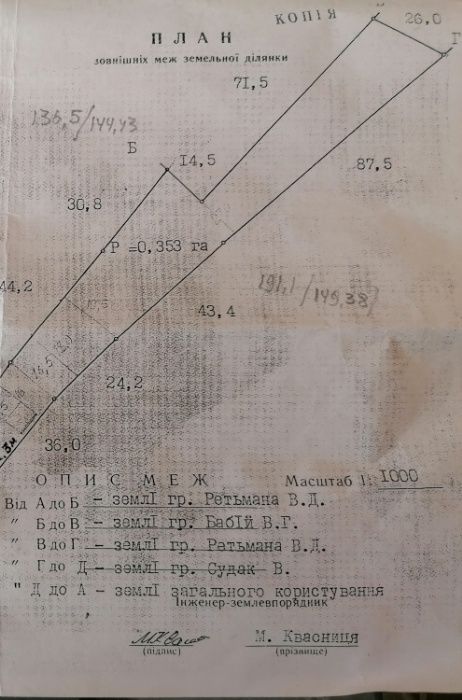 КОПІЯ
26.0
Г
ПЛАН
зовнішніх меж земельної ділянки
71,5
136,5/144,43
Б
14,5
87,5
30,8
Р =0,353 га
191,1/
44,2
43,4
24,2
36,0
ОПИС МЕЖ Масштаб 1: 1000
Від А до Б – землІ гр. Ретьмана В.Д.
" Б до В – землІ гр. БабІй В.Г.
" В до Г – землІ гр. Ратьмана В.Д.
" Г до Д – землІ гр. Судак В.
" Д до А – землІ загального користування
Інженер-землевпорядник
М. Квасниця
(підпис) (прізвище)